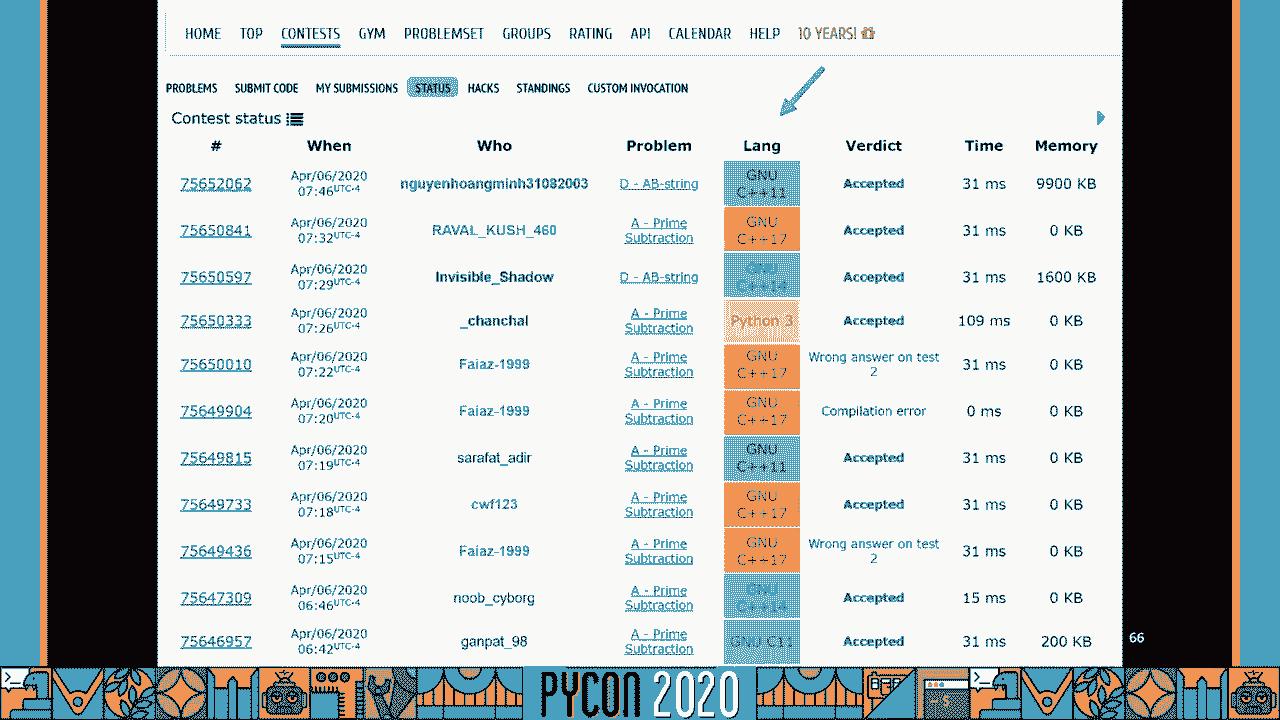 HOME TOP CONTESTS GYM PROBLEMSET GROUPS RATING API CALENDAR HELP 10 YEARS!
PROBLEMS SUBMIT CODE MY SUBMISSIONS STATUS HACKS STANDINGS CUSTOM INVOCATION
Contest status
# When Who Problem Lang Verdict Time Memory
75652062 Apr/06/2020 07:46UTC-4 nguyenhoangminh31082003 D - AB-string GNU C++11 Accepted 31 ms 9900 KB
75650841 Apr/06/2020 07:32UTC-4 RAVAL_KUSH_460 A - Prime Subtraction GNU C++17 Accepted 31 ms 0 KB
75650597 Apr/06/2020 07:29UTC-4 Invisible_Shadow D - AB-string GNU Accepted 31 ms 1600 KB
75650333 Apr/06/2020 07:26UTC-4 _chanchal A - Prime Subtraction Python 3 Accepted 109 ms 0 KB
75650010 Apr/06/2020 07:22UTC-4 Faiaz-1999 A - Prime Subtraction GNU C++17 Wrong answer on test 2 31 ms 0 KB
75649904 Apr/06/2020 07:20UTC-4 Faiaz-1999 A - Prime Subtraction GNU C++17 Compilation error 0 ms 0 KB
75649815 Apr/06/2020 07:19UTC-4 sarafat_adir A - Prime Subtraction GNU C++11 Accepted 31 ms 0 KB
75649733 Apr/06/2020 07:18UTC-4 cwf123 A - Prime Subtraction GNU C++17 Accepted 31 ms 0 KB
75649436 Apr/06/2020 07:15UTC-4 Faiaz-1999 A - Prime Subtraction GNU C++17 Wrong answer on test 2 31 ms 0 KB
75647309 Apr/06/2020 06:46UTC-4 noob_cyborg A - Prime Subtraction GNU Accepted 15 ms 0 KB
75646957 Apr/06/2020 06:42UTC-4 ganpat_98 A - Prime Subtraction GNU C11 Accepted 31 ms 200 KB
66
PYCON 2020